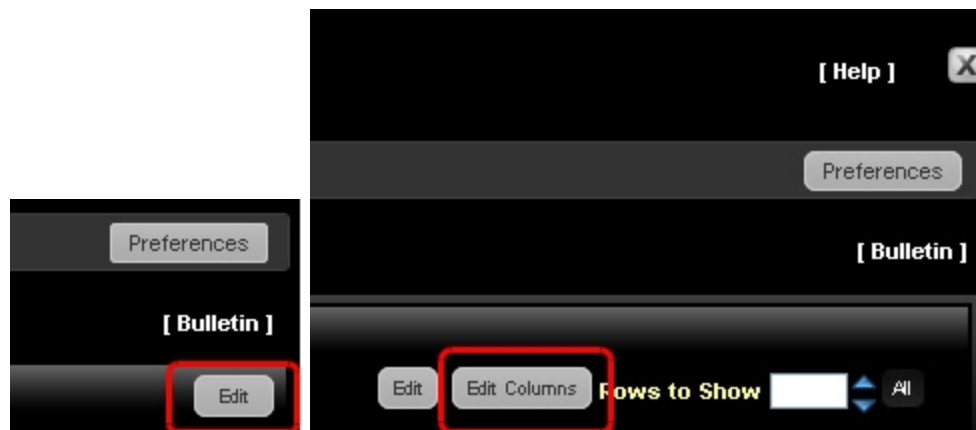 Preferences
[ Bulletin ]
Edit
[ Help ]
X
Preferences
[ Bulletin ]
Edit Edit Columns Rows to Show All